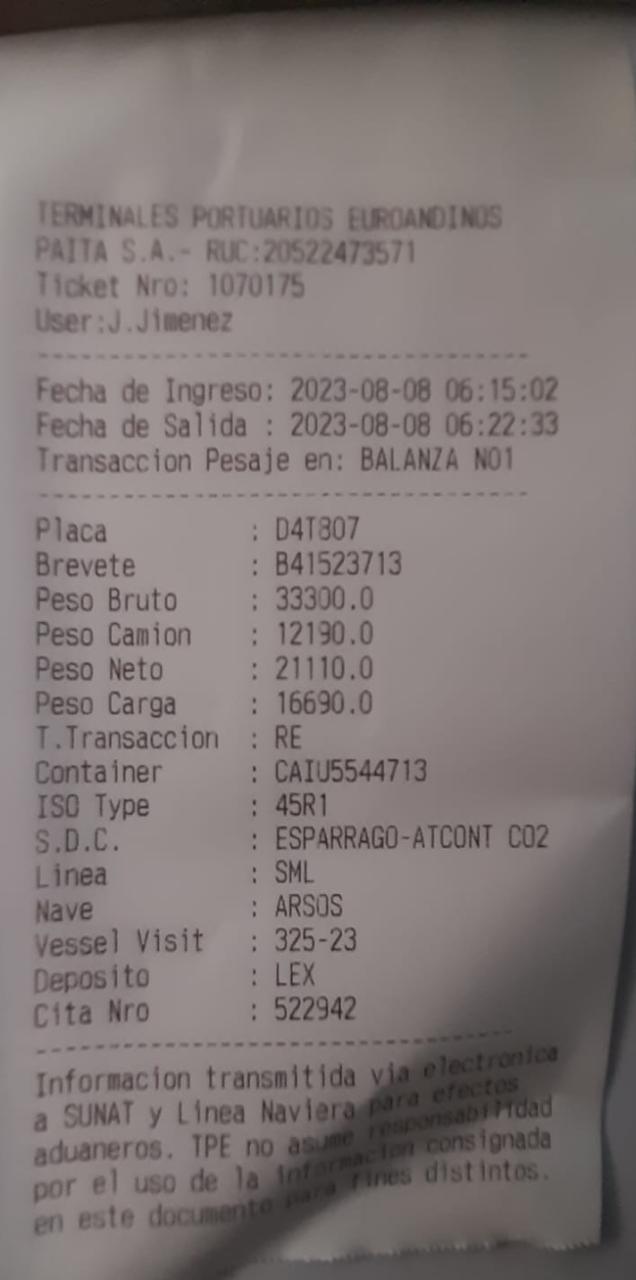 TERMINALES PORTUARIOS EUROANDINOS
PAITA S.A.- RUC:20522473571
Ticket Nro: 1070175
User:J.Jimenez
-----------------------------------
Fecha de Ingreso: 2023-08-08 06:15:02
Fecha de Salida : 2023-08-08 06:22:33
Transaccion Pesaje en: BALANZA N01
-----------------------------------
Placa : D4T807
Brevete : B41523713
Peso Bruto : 33300.0
Peso Camion : 12190.0
Peso Neto : 21110.0
Peso Carga : 16690.0
T.Transaccion : RE
Container : CAIU5544713
ISO Type : 45R1
S.D.C. : ESPARRAGO-ATCONT CO2
Linea : SML
Nave : ARSOS
Vessel Visit : 325-23
Deposito : LEX
Cita Nro : 522942
-----------------------------------
Informacion transmitida via electronica
a SUNAT y Linea Naviera para efectos
aduaneros. TPE no asume responsabilidad
por el uso de la informacion consignada
en este documento para fines distintos.